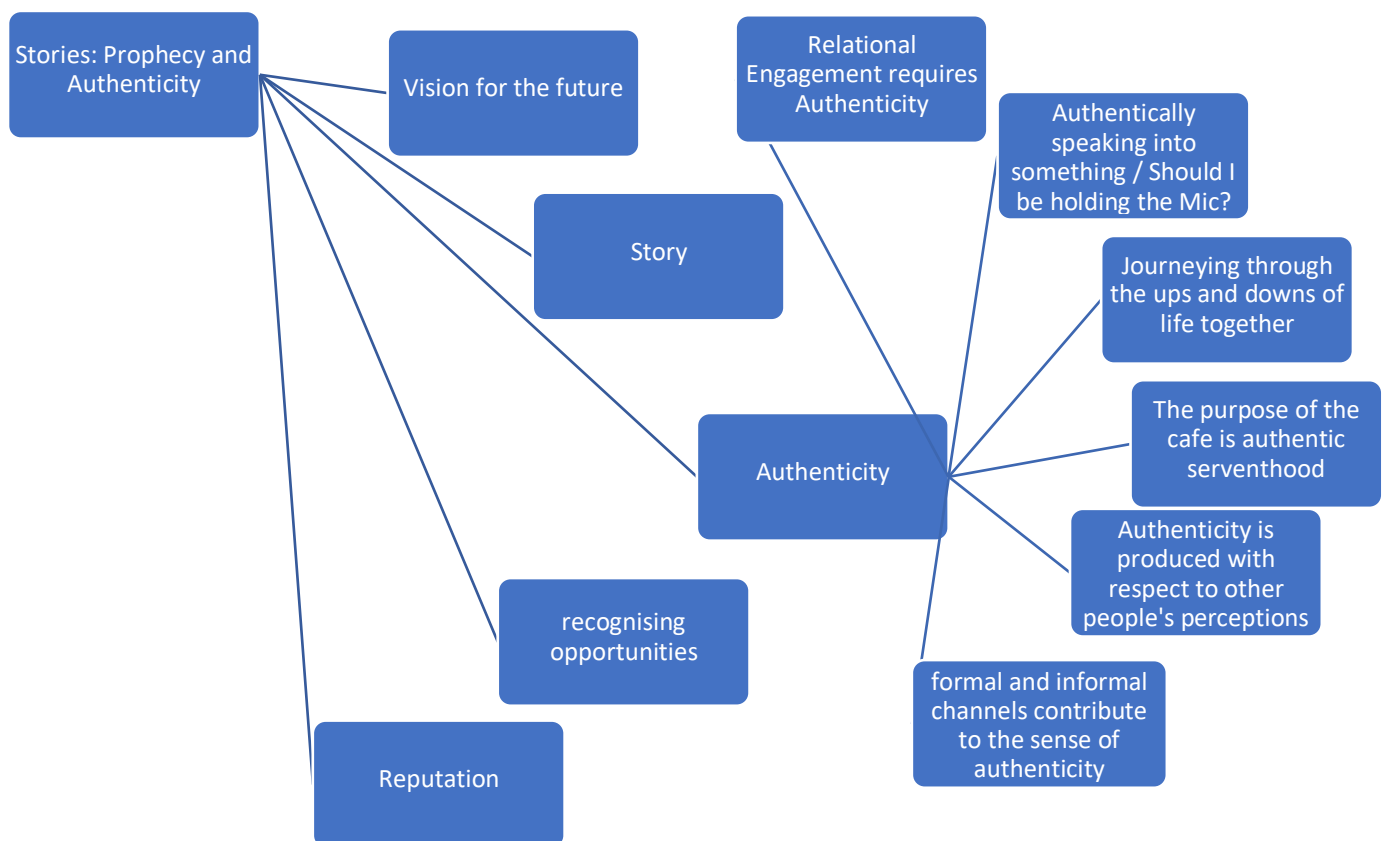 Stories: Prophecy and
Authenticity
Vision for the future
Story
Authenticity
recognising
opportunities
Reputation
Relational
Engagement requires
Authenticity
Authentically
speaking into
something / Should I
be holding the Mic?
Journeying through
the ups and downs of
life together
The purpose of the
cafe is authentic
serventhood
Authenticity is
produced with
respect to other
people's perceptions
formal and informal
channels contribute
to the sense of
authenticity